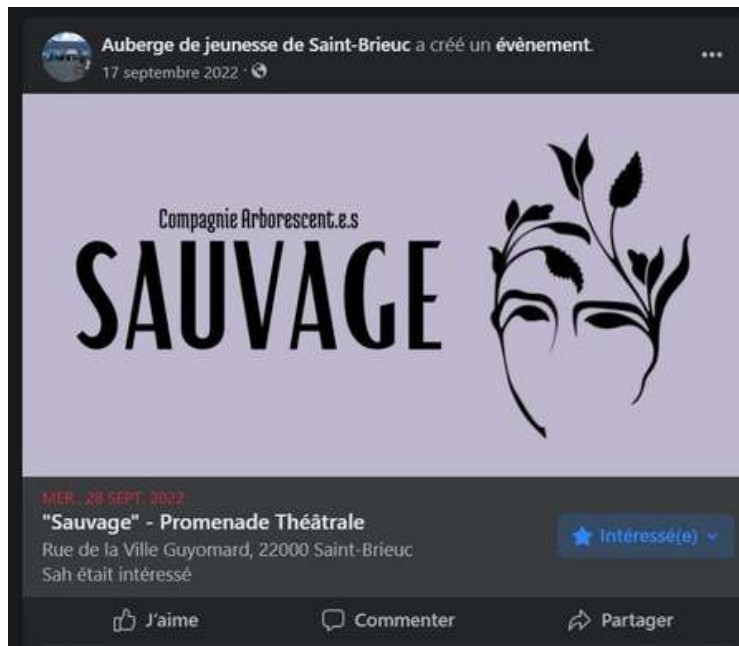 Auberge de jeunesse de Saint-Brieuc a créé un évènement.
17 septembre 2022 ·
Compagnie Arborescent.e.s
SAUVAGE
MER., 28 SEPT. 2022
"Sauvage" - Promenade Théâtrale
Rue de la Ville Guyomard, 22000 Saint-Brieuc
Sah était intéressé
Intéressé(e)
J'aime
Commenter
Partager